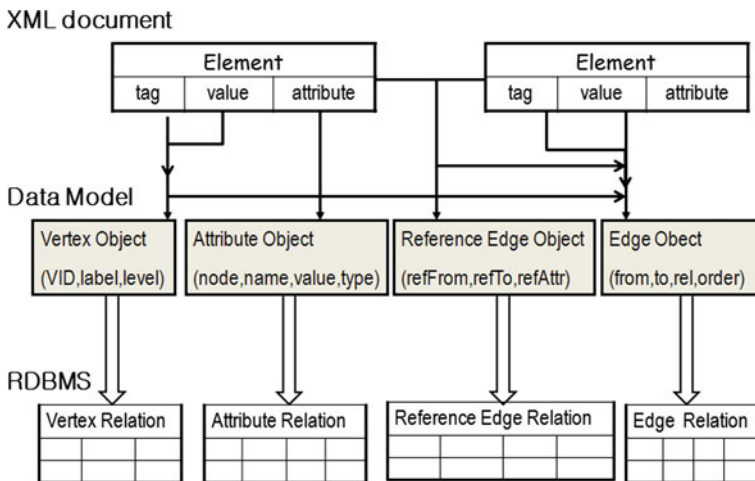 XML document
Element
Element
tag value attribute
tag value attribute
Data Model
Vertex Object
(VID,label,level)
Attribute Object
(node,name,value,type)
Reference Edge Object
(refFrom,refTo,refAttr)
Edge Obect
(from,to,rel,order)
RDBMS
Vertex Relation
Attribute Relation
Reference Edge Relation
Edge Relation